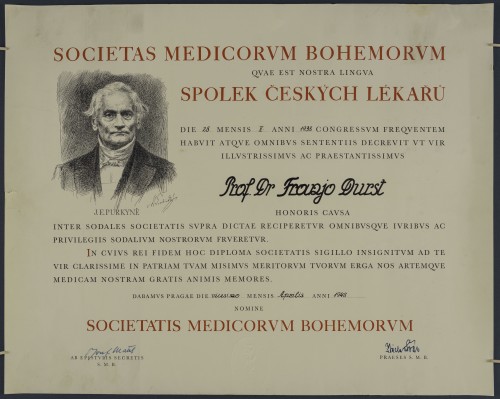 SOCIETAS MEDICORVM BOHEMORVM
QVAE EST NOSTRA LINGVA
SPOLEK ČESKÝCH LÉKAŘŮ
DIE 28 MENSIS I ANNI 1935 CONGRESSVM FREQVENTEM
HABVIT ATQVE OMNIBVS SENTENTIIS DECREVIT VT VIR
ILLVSTRISSIMVS AC PRAESTANTISSIMVS
Prof Dr Franjo Durst
J.E.PURKYNĚ
HONORIS CAVSA
INTER SODALES SOCIETATIS SVPRA DICTAE RECIPERETVR OMNIBVSQVE IVRIBVS AC
PRIVILEGIIS SODALIVM NOSTRORVM FRVERETVR.
IN CVIVS REI FIDEM HOC DIPLOMA SOCIETATIS SIGILLO INSIGNITVM AD TE
VIR CLARISSIME IN PATRIAM TVAM MISIMVS MERITORVM TVORVM ERGA NOS ARTEMQVE
MEDICAM NOSTRAM GRATIS ANIMIS MEMORES.
DABAMVS PRAGAE DIE MENSIS Aprilis ANNI 1948
NOMINE
SOCIETATIS MEDICORVM BOHEMORVM
AB EPISTVLIS SECRETIS
S. M. B.
PRAESES S. M. B.